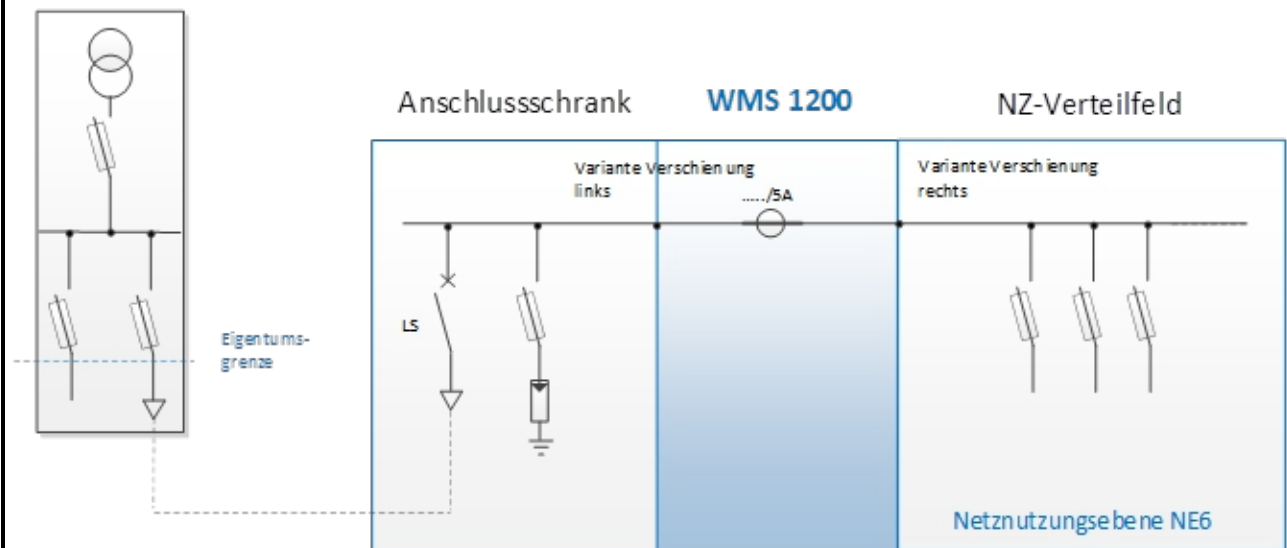 Anschlussschrank
WMS 1200
NZ-Verteilfeld
Variante Verschienung
links
...../5A
Variante Verschienung
rechts
LS
Eigentums-
grenze
Netznutzungsebene NE6